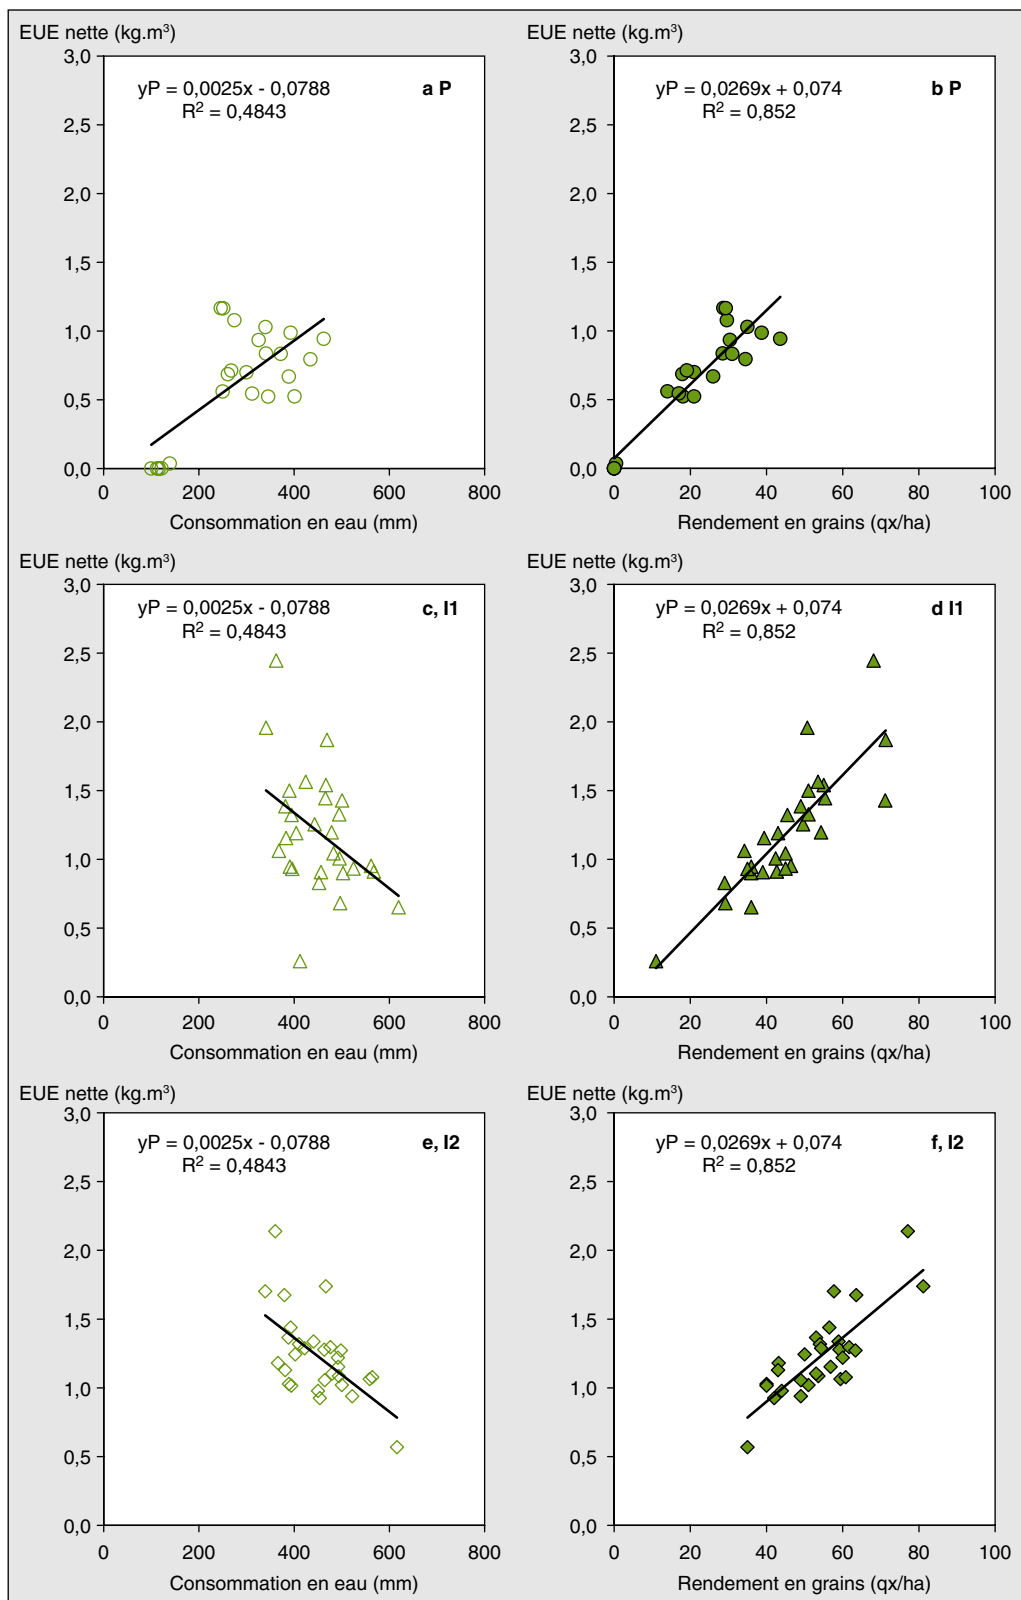 EUE nette (kg.m³)
3,0
2,5
2,0
1,5
1,0
0,5
0,0
yP = 0,0025x - 0,0788
R² = 0,4843
a P
0 200 400 600 800
Consommation en eau (mm)
EUE nette (kg.m³)
3,0
2,5
2,0
1,5
1,0
0,5
0,0
yP = 0,0269x + 0,074
R² = 0,852
b P
0 20 40 60 80 100
Rendement en grains (qx/ha)
EUE nette (kg.m³)
3,0
2,5
2,0
1,5
1,0
0,5
0,0
yP = 0,0025x - 0,0788
R² = 0,4843
c, I1
0 200 400 600 800
Consommation en eau (mm)
EUE nette (kg.m³)
3,0
2,5
2,0
1,5
1,0
0,5
0,0
yP = 0,0269x + 0,074
R² = 0,852
d I1
0 20 40 60 80 100
Rendement en grains (qx/ha)
EUE nette (kg.m³)
3,0
2,5
2,0
1,5
1,0
0,5
0,0
yP = 0,0025x - 0,0788
R² = 0,4843
e, I2
0 200 400 600 800
Consommation en eau (mm)
EUE nette (kg.m³)
3,0
2,5
2,0
1,5
1,0
0,5
0,0
yP = 0,0269x + 0,074
R² = 0,852
f, I2
0 20 40 60 80 100
Rendement en grains (qx/ha)